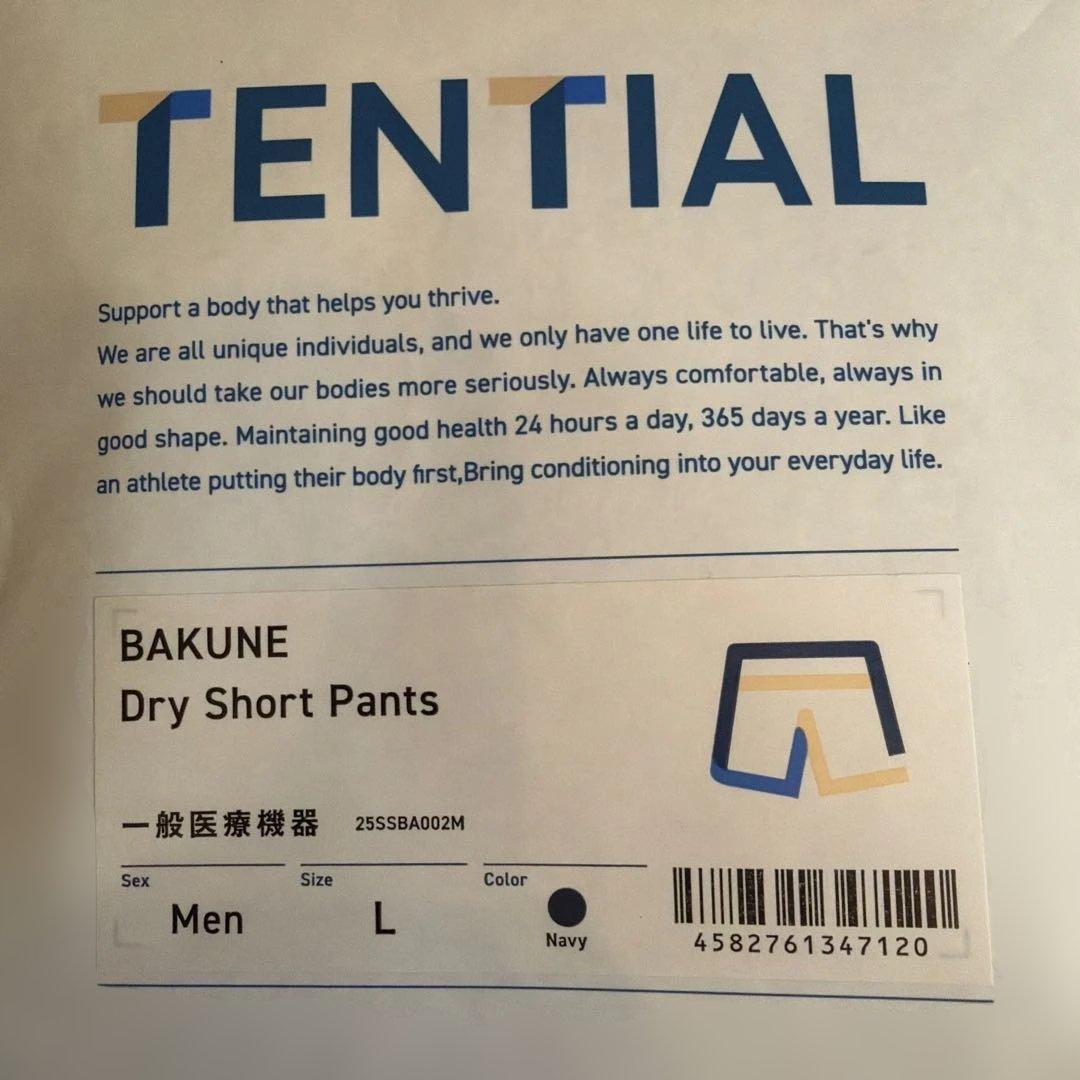 TENTIAL
Support a body that helps you thrive.
We are all unique individuals, and we only have one life to live. That's why
we should take our bodies more seriously. Always comfortable, always in
good shape. Maintaining good health 24 hours a day, 365 days a year. Like
an athlete putting their body first,Bring conditioning into your everyday life.
BAKUNE
Dry Short Pants
一般医療機器 25SSBA002M
Sex Size Color
Men L Navy
4582761347120